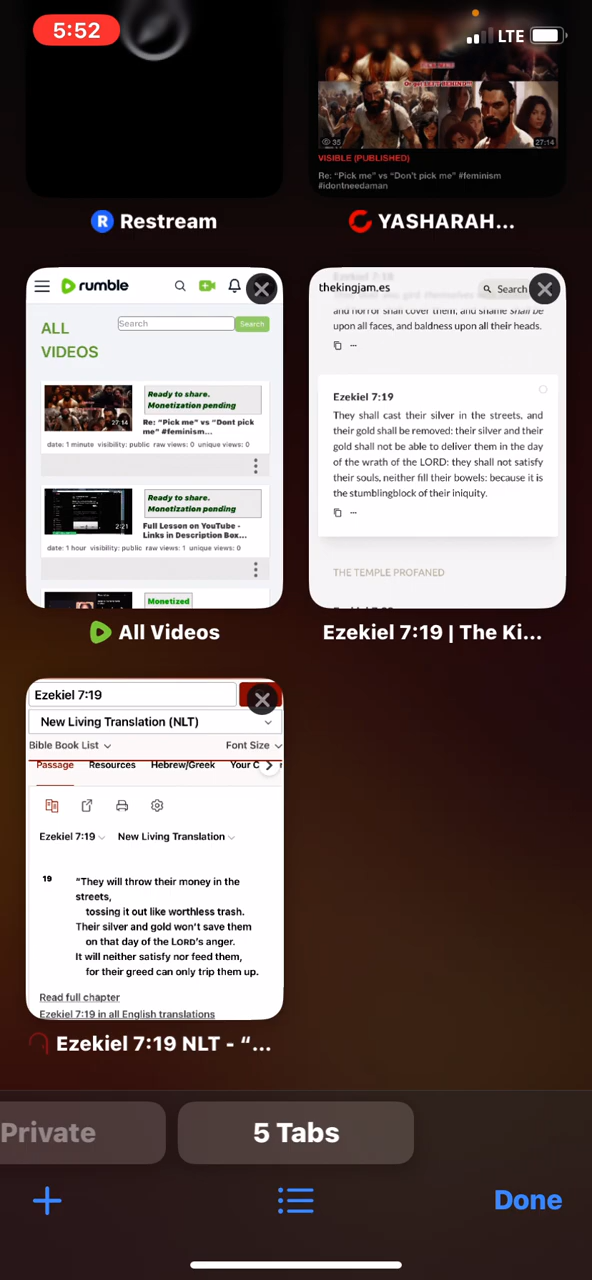 5:52
LTE
35
27:14
VISIBLE (PUBLISHED)
Re: "Pick me" vs "Don't pick me" #feminism
#idontneedaman
R Restream
YASHARAH...
rumble
ALL
VIDEOS
Search
Search
27:14
Ready to share.
Monetization pending
Re: "Pick me" vs "Dont pick
me" #feminism...
date: 1 minute visibility: public raw views: 0 unique views: 0
2:21
Ready to share.
Monetization pending
Full Lesson on YouTube -
Links in Description Box...
date: 1 hour visibility: public raw views: 1 unique views: 0
Monetized
All Videos
thekingjam.es
Search
and horror shall cover them; and shame shall be
upon all faces, and baldness upon all their heads.
Ezekiel 7:19
They shall cast their silver in the streets, and
their gold shall be removed: their silver and their
gold shall not be able to deliver them in the day
of the wrath of the LORD: they shall not satisfy
their souls, neither fill their bowels: because it is
the stumblingblock of their iniquity.
THE TEMPLE PROFANED
Ezekiel 7:19 | The Ki...
Ezekiel 7:19
New Living Translation (NLT)
Bible Book List
Font Size
Passage Resources Hebrew/Greek Your C
Ezekiel 7:19 New Living Translation
19 "They will throw their money in the
streets,
tossing it out like worthless trash.
Their silver and gold won't save them
on that day of the LORD's anger.
It will neither satisfy nor feed them,
for their greed can only trip them up.
Read full chapter
Ezekiel 7:19 in all English translations
Ezekiel 7:19 NLT - "...
Private
5 Tabs
Done